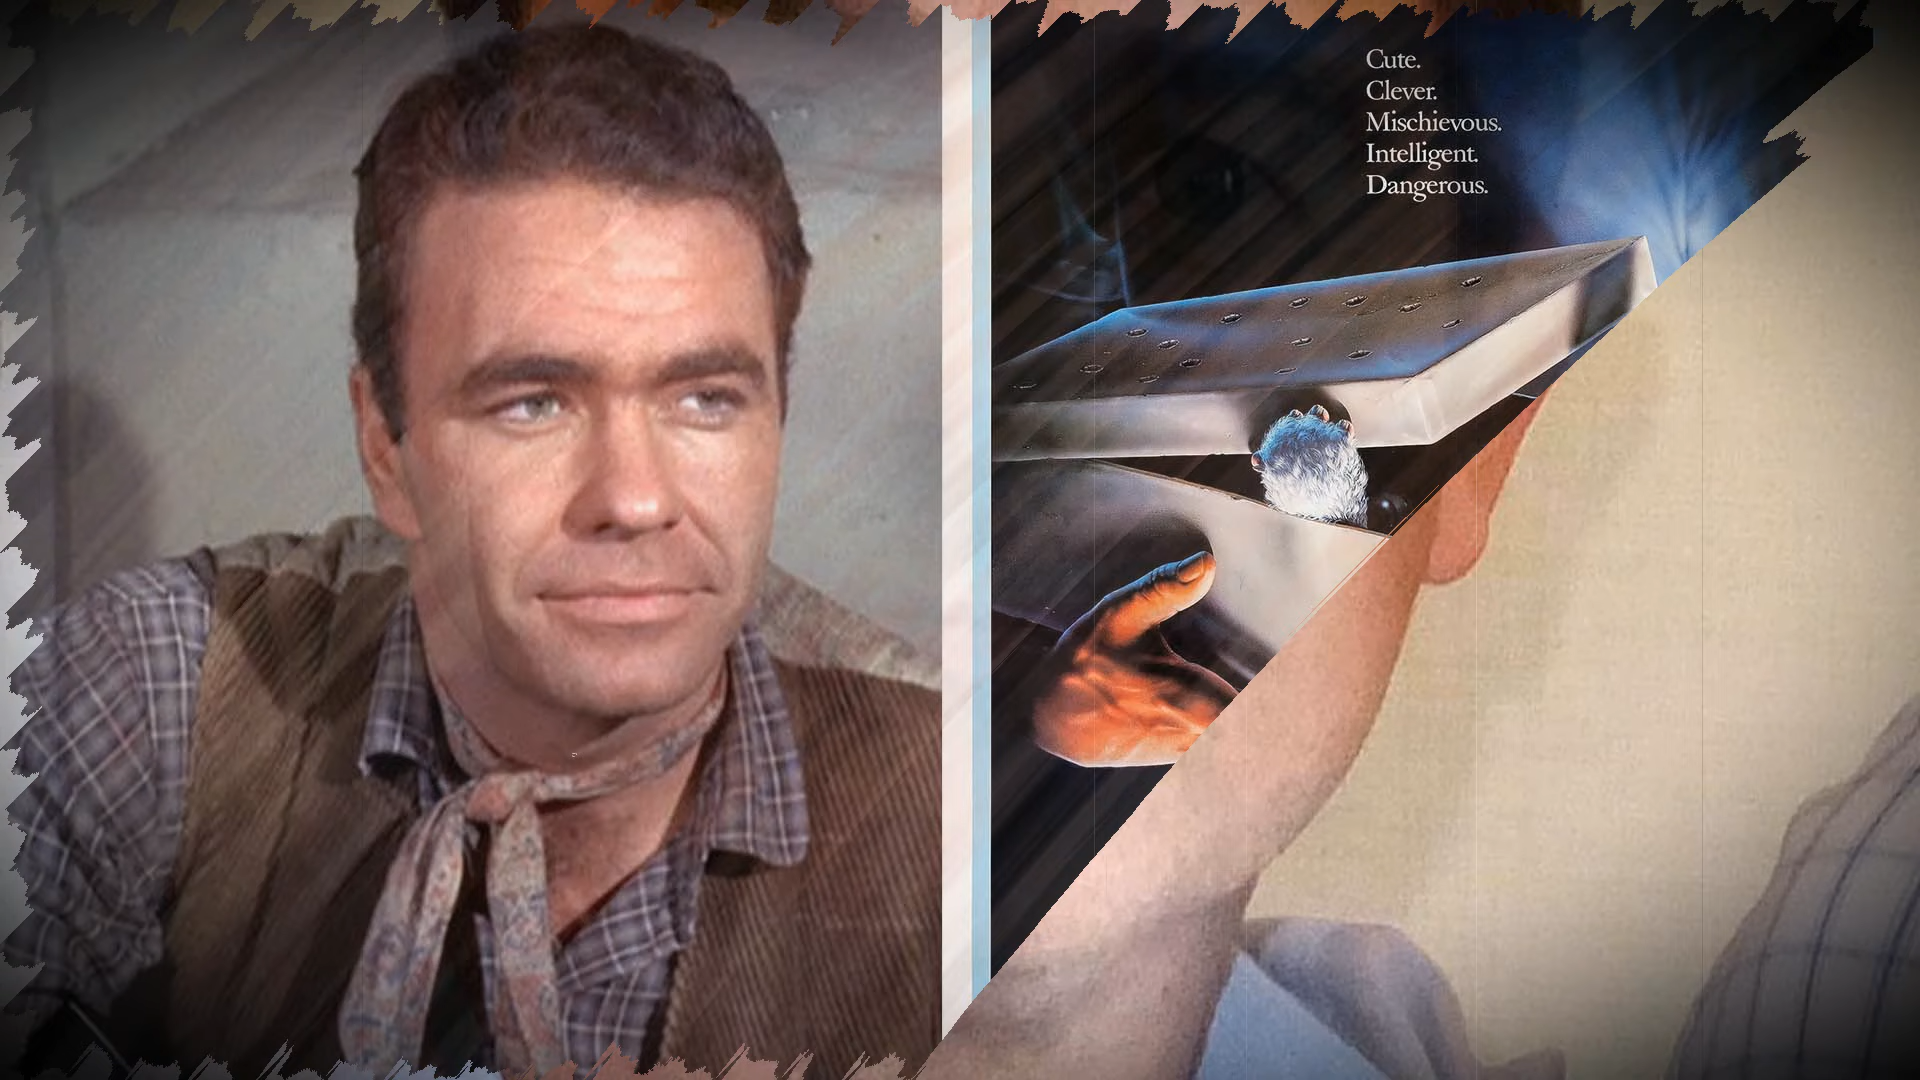 Cute.
Clever.
Mischievous.
Intelligent.
Dangerous.